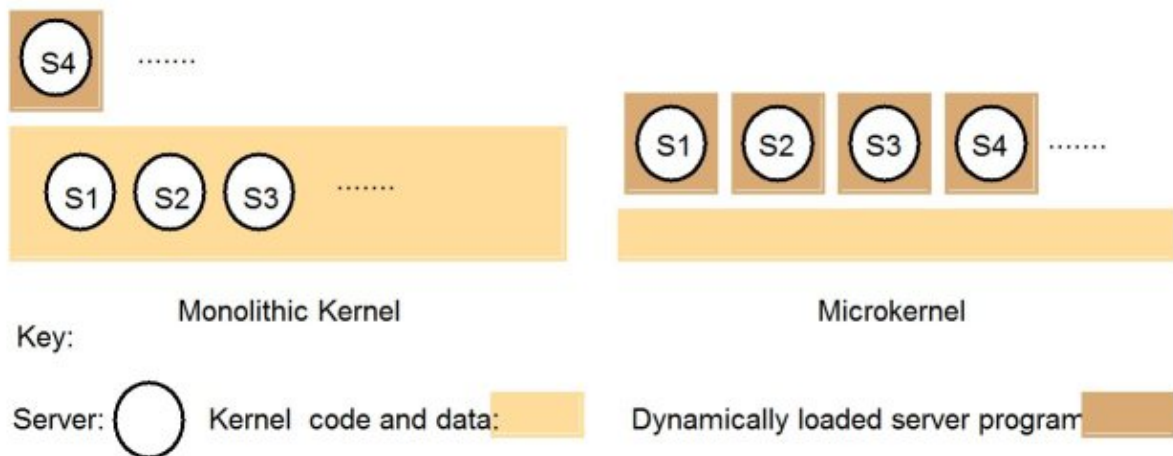 S4 .......
S1 S2 S3 S4 .......
S1 S2 S3 .......
Monolithic Kernel Microkernel
Key:
Server: Kernel code and data: Dynamically loaded server program